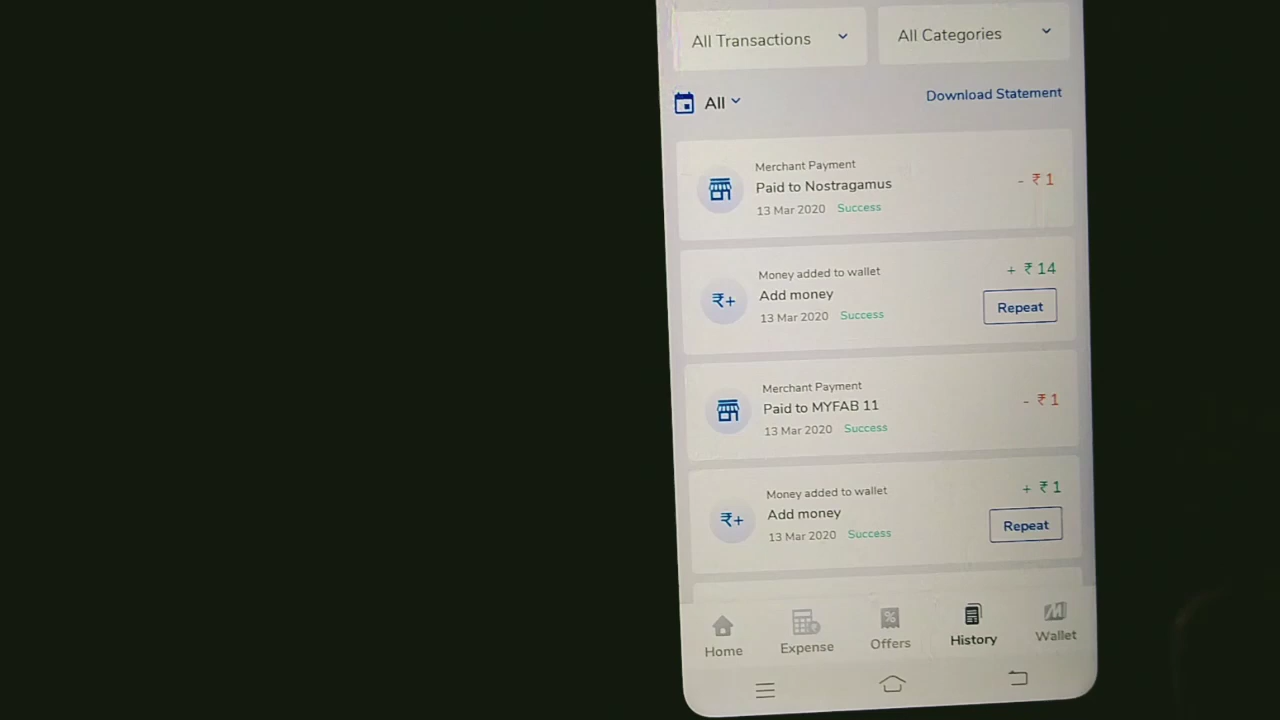 All Transactions All Categories
All Download Statement
Merchant Payment
Paid to Nostragamus - ₹ 1
13 Mar 2020 Success
Money added to wallet + ₹ 14
₹+ Add money Repeat
13 Mar 2020 Success
Merchant Payment
Paid to MYFAB 11 - ₹ 1
13 Mar 2020 Success
Money added to wallet + ₹ 1
₹+ Add money Repeat
13 Mar 2020 Success
Home Expense Offers History Wallet